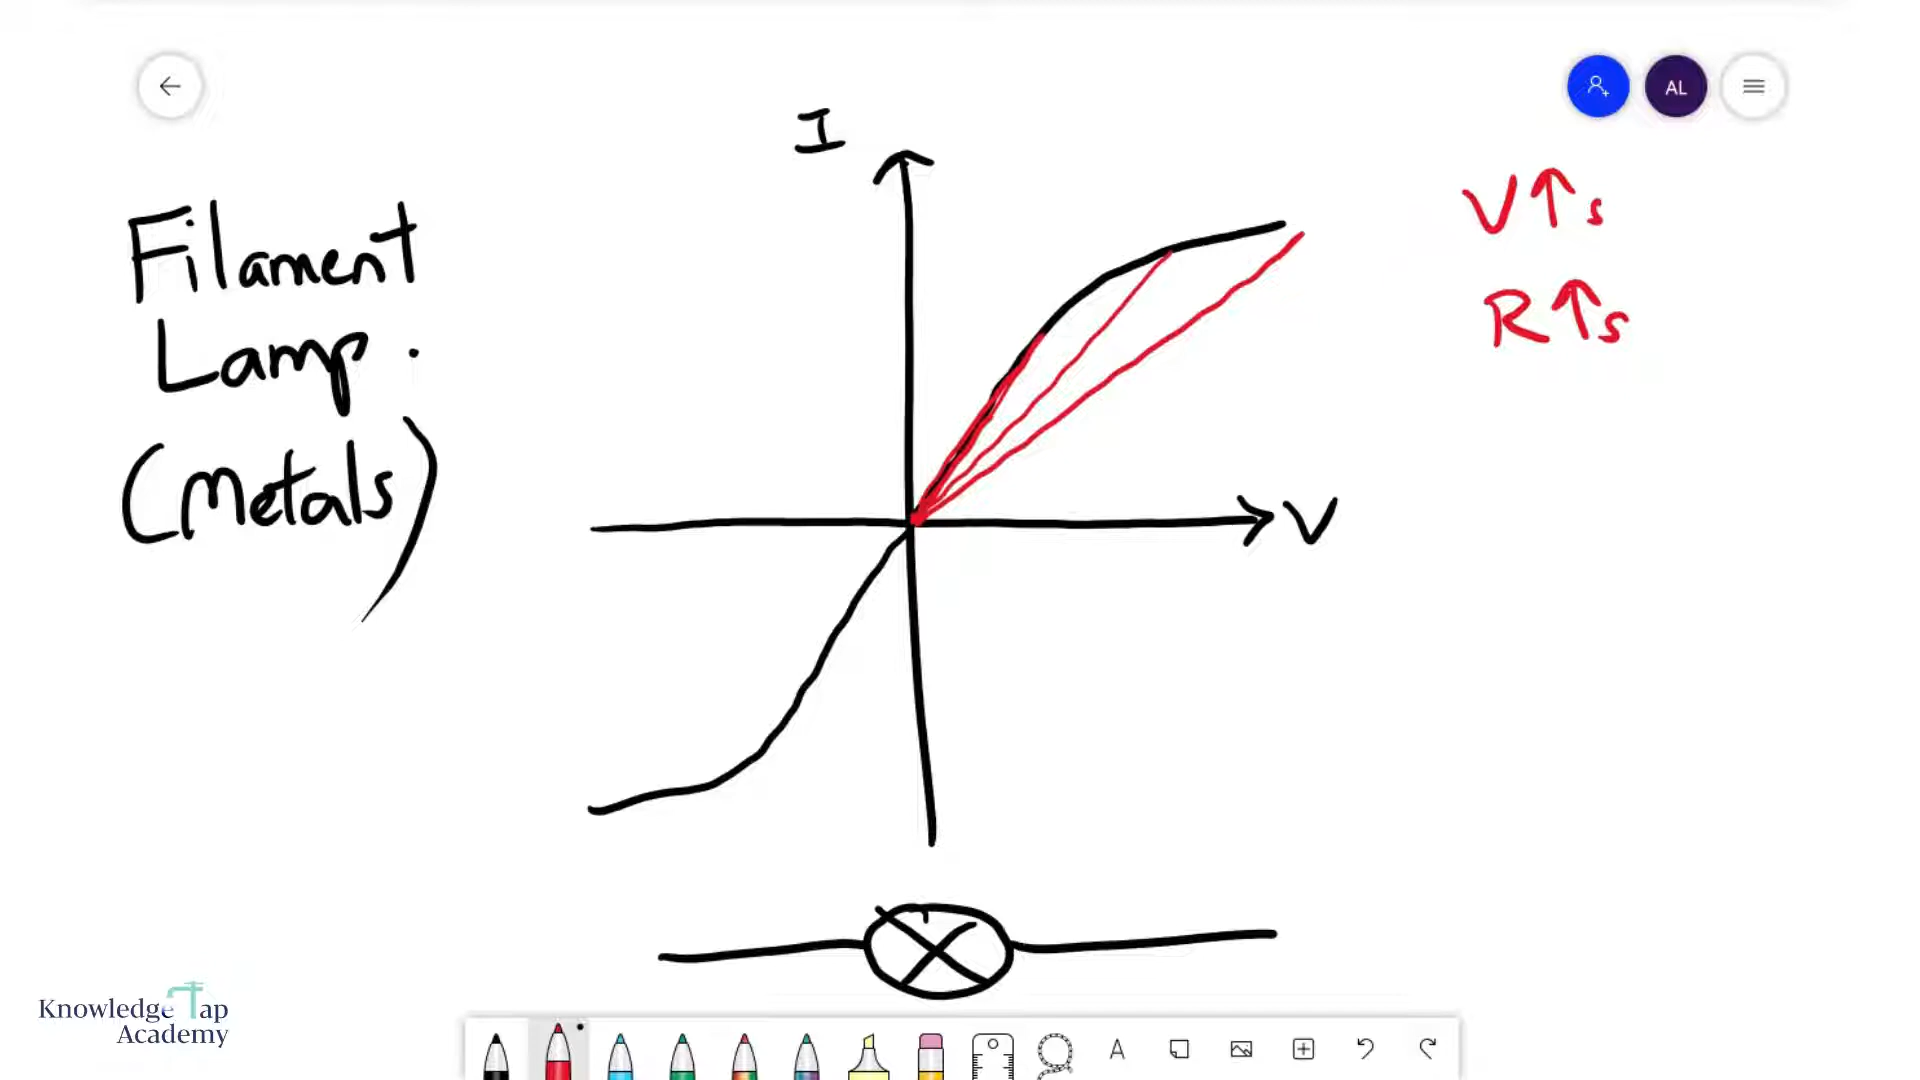 I
AL
V↑s
R↑s
Filament
Lamp.
(Metals)
V
Knowledge Tap
Academy
A